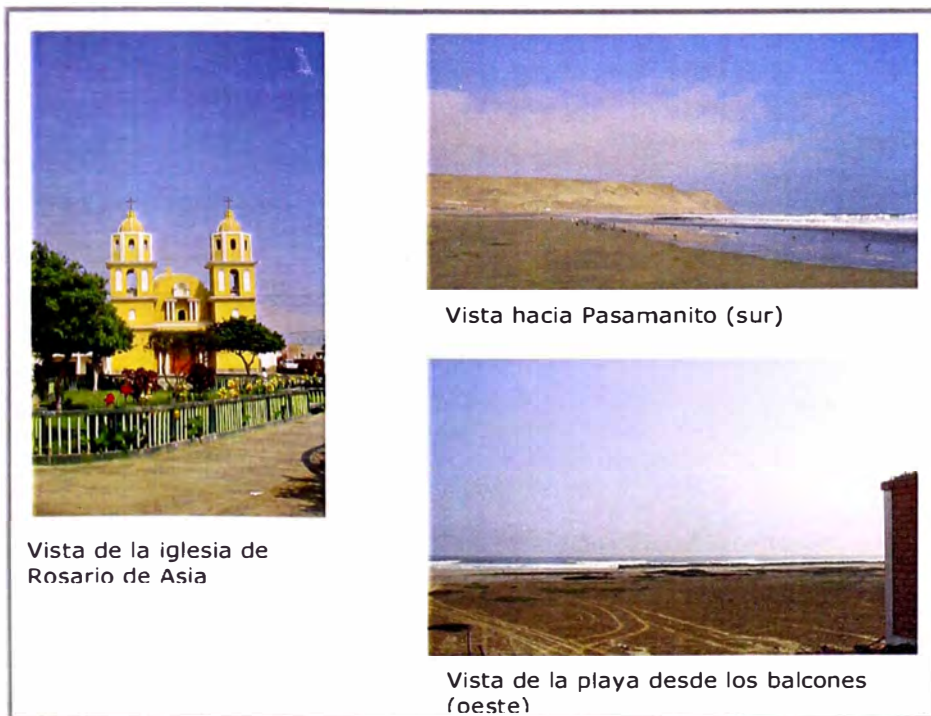 Vista de la iglesia de
Rosario de Asia
Vista hacia Pasamanito (sur)
Vista de la playa desde los balcones
(oeste)